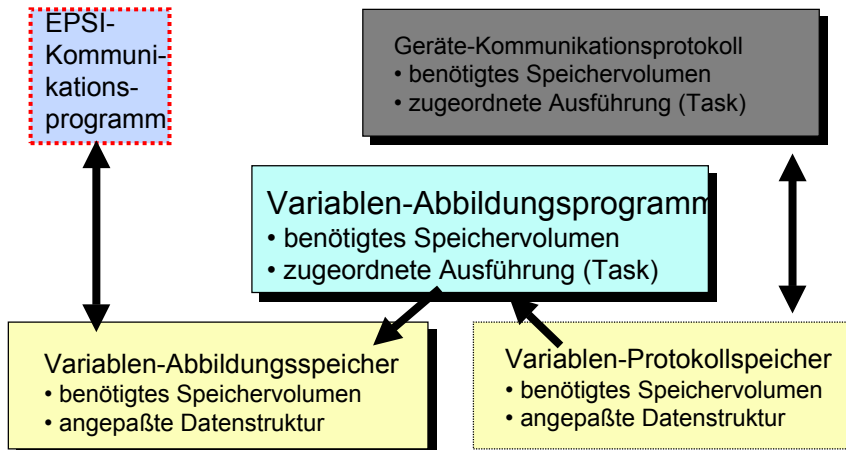 EPSI-
Kommuni-
kations-
programm
Geräte-Kommunikationsprotokoll
• benötigtes Speichervolumen
• zugeordnete Ausführung (Task)
Variablen-Abbildungsprogramm
• benötigtes Speichervolumen
• zugeordnete Ausführung (Task)
Variablen-Abbildungsspeicher
• benötigtes Speichervolumen
• angepaßte Datenstruktur
Variablen-Protokollspeicher
• benötigtes Speichervolumen
• angepaßte Datenstruktur